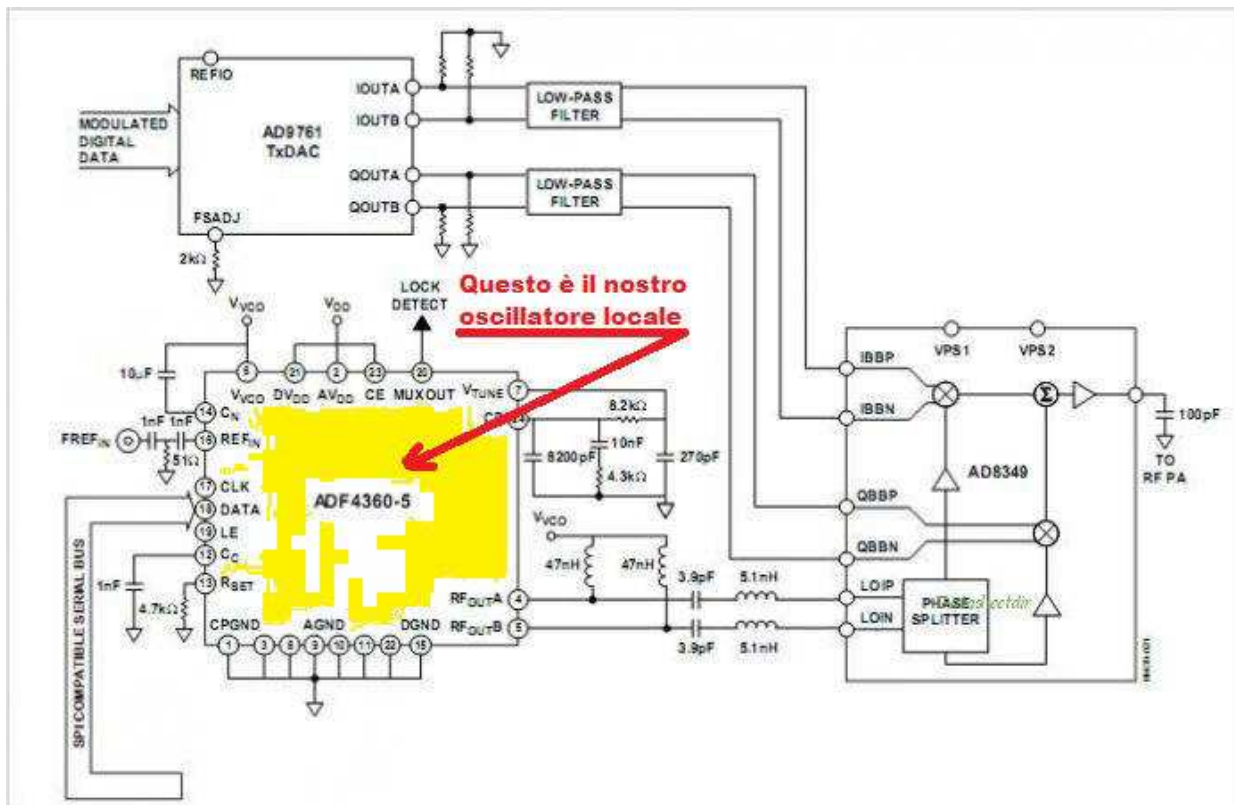 REFIO
MODULATED
DIGITAL
DATA
AD9761
TxDAC
IOUTA
IOUTB
QOUTA
QOUTB
FSADJ
2kΩ
LOW-PASS
FILTER
LOW-PASS
FILTER
LOCK
DETECT
Questo è il nostro
oscillatore locale
VVCO
VDD
10µF
6
21
2
23
20
VVCO
DVDD
AVDD
CE
MUXOUT
VTUNE
7
14
CN
CP
24
8.2kΩ
FREFIN
1nF
1nF
16
REFIN
51Ω
8200pF
10nF
4.3kΩ
270pF
17
CLK
18
DATA
19
LE
12
CC
13
RSET
ADF4360-5
1nF
4.7kΩ
SPI COMPATIBLE SERIAL BUS
CPGND
AGND
DGND
1
3
8
9
10
11
22
15
RFOUTA
4
RFOUTB
5
VVCO
47nH
47nH
3.9pF
5.1nH
3.9pF
5.1nH
VPS1
VPS2
IBBP
IBBN
Σ
100pF
TO
RF PA
AD8349
QBBP
QBBN
LOIP
LOIN
PHASE
SPLITTER